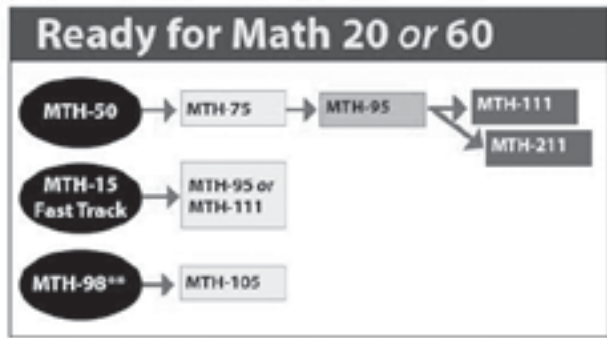 Ready for Math 20 or 60
MTH-50
MTH-75
MTH-95
MTH-111
MTH-211
MTH-15
Fast Track
MTH-95 or
MTH-111
MTH-98**
MTH-105